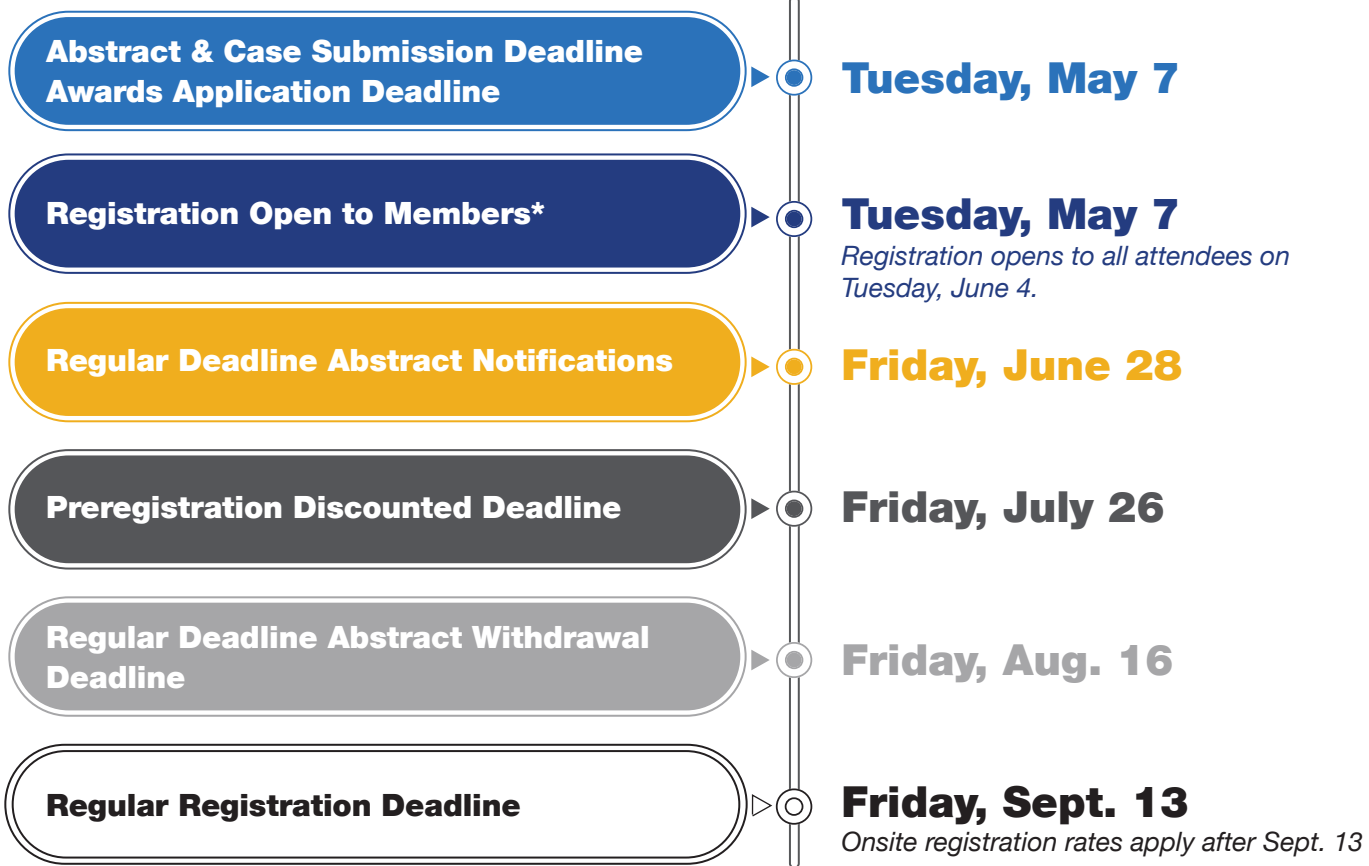 Abstract & Case Submission Deadline
Awards Application Deadline
Tuesday, May 7
Registration Open to Members*
Tuesday, May 7
Registration opens to all attendees on
Tuesday, June 4.
Regular Deadline Abstract Notifications
Friday, June 28
Preregistration Discounted Deadline
Friday, July 26
Regular Deadline Abstract Withdrawal
Deadline
Friday, Aug. 16
Regular Registration Deadline
Friday, Sept. 13
Onsite registration rates apply after Sept. 13